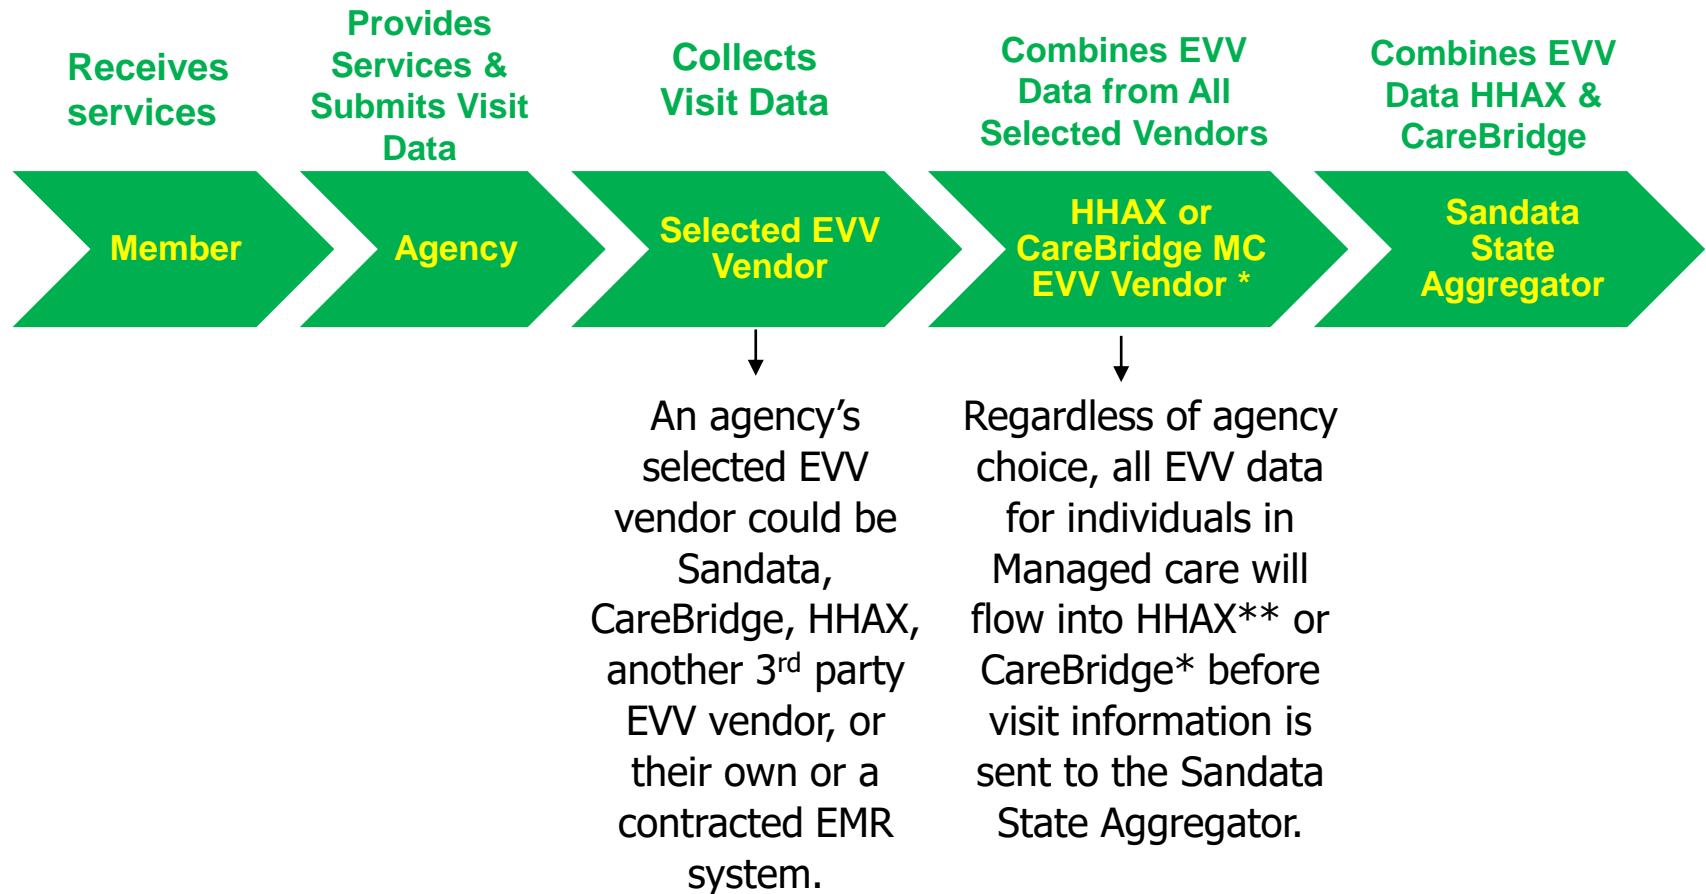 Receives
services
Provides
Services &
Submits Visit
Data
Collects
Visit Data
Combines EVV
Data from All
Selected Vendors
Combines EVV
Data HHAX &
CareBridge
Member
Agency
Selected EVV
Vendor
HHAX or
CareBridge MC
EVV Vendor *
Sandata
State
Aggregator
An agency’s
selected EVV
vendor could be
Sandata,
CareBridge, HHAX,
another 3rd party
EVV vendor, or
their own or a
contracted EMR
system.
Regardless of agency
choice, all EVV data
for individuals in
Managed care will
flow into HHAX** or
CareBridge* before
visit information is
sent to the Sandata
State Aggregator.